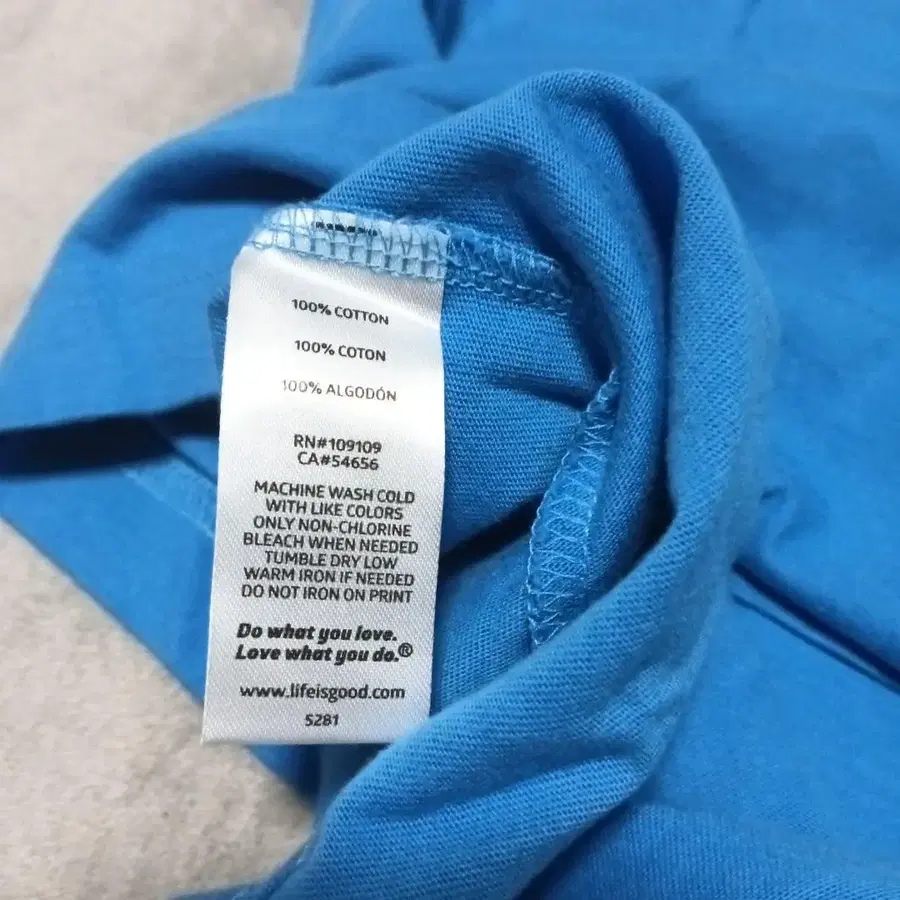 100% COTTON
100% COTON
100% ALGODÓN
RN#109109
CA#54656
MACHINE WASH COLD
WITH LIKE COLORS
ONLY NON-CHLORINE
BLEACH WHEN NEEDED
TUMBLE DRY LOW
WARM IRON IF NEEDED
DO NOT IRON ON PRINT
Do what you love.
Love what you do.®
www.lifeisgood.com
5281